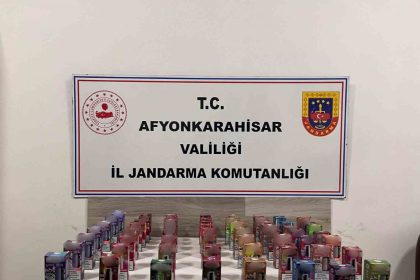 T.C.
AFYONKARAHİSAR
VALİLİĞİ
İL JANDARMA KOMUTANLIĞI